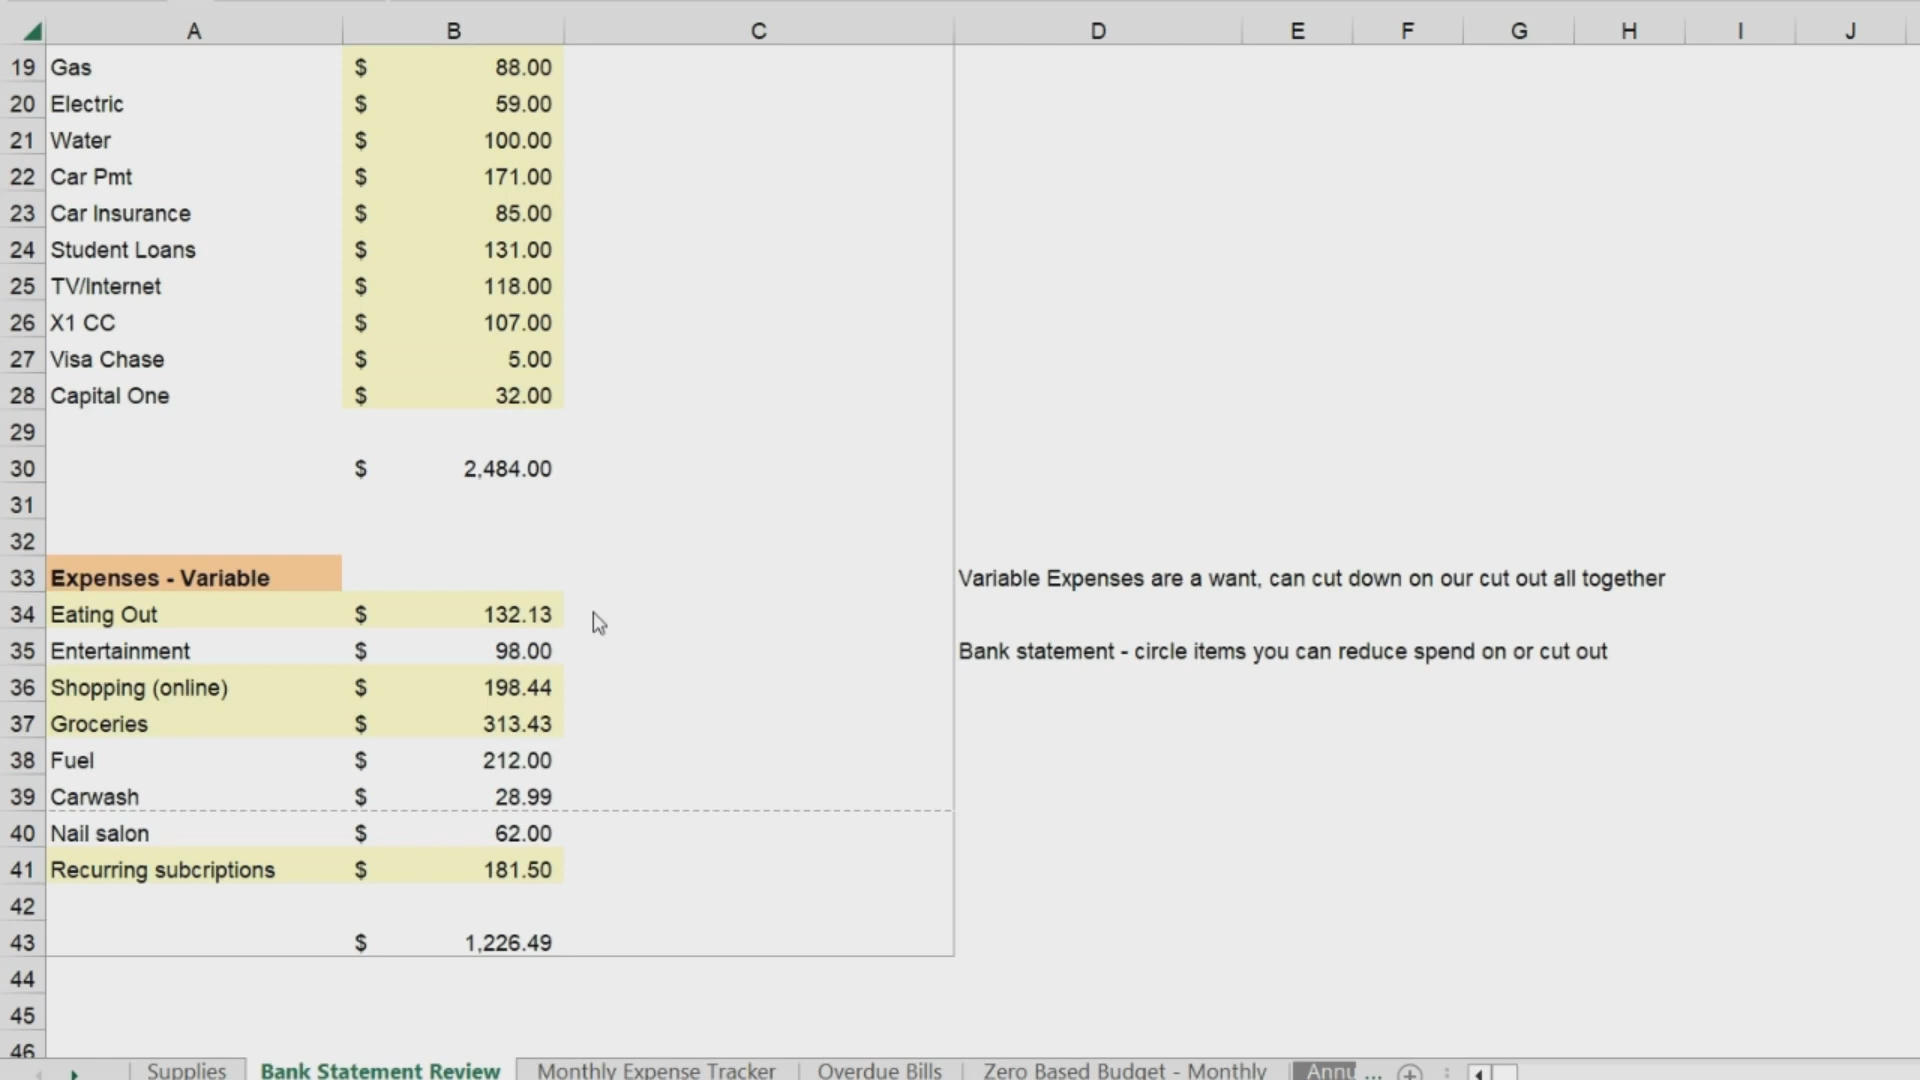 A B C D E F G H I J
19 Gas $ 88.00
20 Electric $ 59.00
21 Water $ 100.00
22 Car Pmt $ 171.00
23 Car Insurance $ 85.00
24 Student Loans $ 131.00
25 TV/Internet $ 118.00
26 X1 CC $ 107.00
27 Visa Chase $ 5.00
28 Capital One $ 32.00
29
30 $ 2,484.00
31
32
33 Expenses - Variable Variable Expenses are a want, can cut down on our cut out all together
34 Eating Out $ 132.13
35 Entertainment $ 98.00 Bank statement - circle items you can reduce spend on or cut out
36 Shopping (online) $ 198.44
37 Groceries $ 313.43
38 Fuel $ 212.00
39 Carwash $ 28.99
40 Nail salon $ 62.00
41 Recurring subcriptions $ 181.50
42
43 $ 1,226.49
44
45
46
Supplies Bank Statement Review Monthly Expense Tracker Overdue Bills Zero Based Budget - Monthly Annu ...